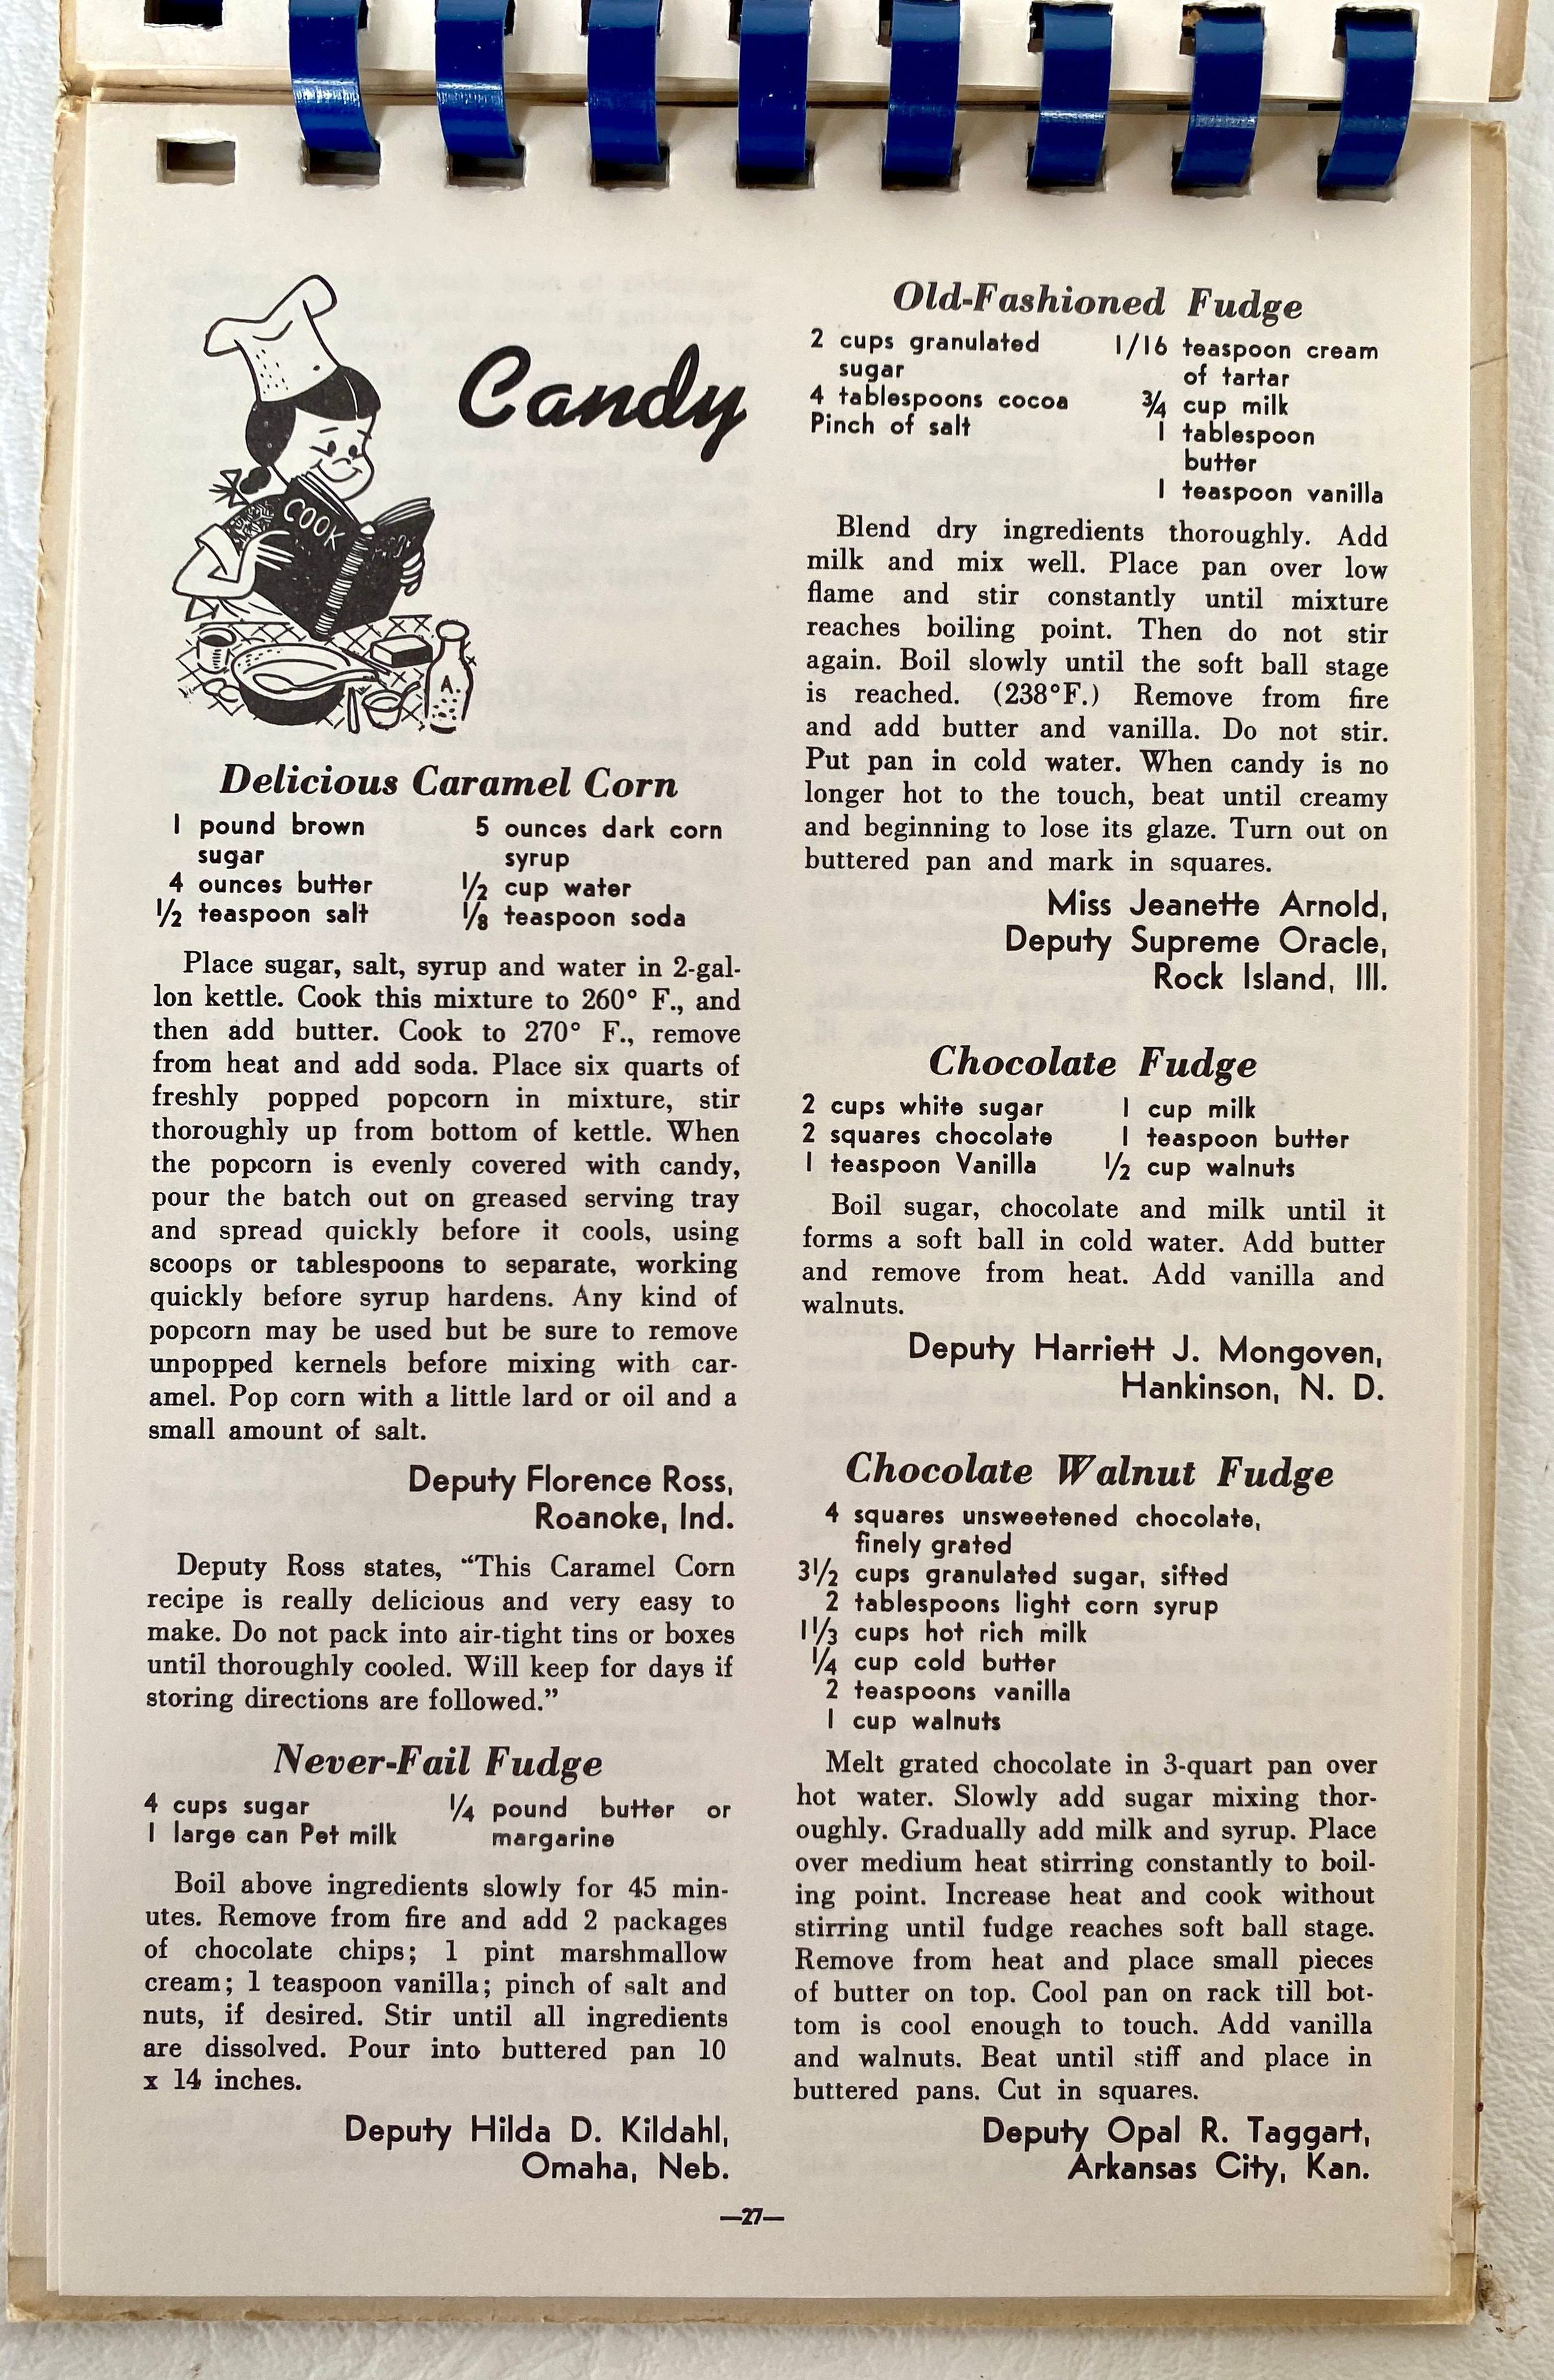 COOK
A.
Candy
Delicious Caramel Corn
1 pound brown
sugar
4 ounces butter
1/2 teaspoon salt
5 ounces dark corn
syrup
1/2 cup water
1/8 teaspoon soda
Place sugar, salt, syrup and water in 2-gal-
lon kettle. Cook this mixture to 260° F., and
then add butter. Cook to 270° F., remove
from heat and add soda. Place six quarts of
freshly popped popcorn in mixture, stir
thoroughly up from bottom of kettle. When
the popcorn is evenly covered with candy,
pour the batch out on greased serving tray
and spread quickly before it cools, using
scoops or tablespoons to separate, working
quickly before syrup hardens. Any kind of
popcorn may be used but be sure to remove
unpopped kernels before mixing with car-
amel. Pop corn with a little lard or oil and a
small amount of salt.
Deputy Florence Ross,
Roanoke, Ind.
Deputy Ross states, “This Caramel Corn
recipe is really delicious and very easy to
make. Do not pack into air-tight tins or boxes
until thoroughly cooled. Will keep for days if
storing directions are followed.”
Never-Fail Fudge
4 cups sugar
1 large can Pet milk
1/4 pound butter or
margarine
Boil above ingredients slowly for 45 min-
utes. Remove from fire and add 2 packages
of chocolate chips; 1 pint marshmallow
cream; 1 teaspoon vanilla; pinch of salt and
nuts, if desired. Stir until all ingredients
are dissolved. Pour into buttered pan 10
x 14 inches.
Deputy Hilda D. Kildahl,
Omaha, Neb.
Old-Fashioned Fudge
2 cups granulated
sugar
4 tablespoons cocoa
Pinch of salt
1/16 teaspoon cream
of tartar
3/4 cup milk
1 tablespoon
butter
1 teaspoon vanilla
Blend dry ingredients thoroughly. Add
milk and mix well. Place pan over low
flame and stir constantly until mixture
reaches boiling point. Then do not stir
again. Boil slowly until the soft ball stage
is reached. (238°F.) Remove from fire
and add butter and vanilla. Do not stir.
Put pan in cold water. When candy is no
longer hot to the touch, beat until creamy
and beginning to lose its glaze. Turn out on
buttered pan and mark in squares.
Miss Jeanette Arnold,
Deputy Supreme Oracle,
Rock Island, Ill.
Chocolate Fudge
2 cups white sugar
2 squares chocolate
1 teaspoon Vanilla
1 cup milk
1 teaspoon butter
1/2 cup walnuts
Boil sugar, chocolate and milk until it
forms a soft ball in cold water. Add butter
and remove from heat. Add vanilla and
walnuts.
Deputy Harriett J. Mongoven,
Hankinson, N. D.
Chocolate Walnut Fudge
4 squares unsweetened chocolate,
finely grated
3 1/2 cups granulated sugar, sifted
2 tablespoons light corn syrup
1 1/3 cups hot rich milk
1/4 cup cold butter
2 teaspoons vanilla
1 cup walnuts
Melt grated chocolate in 3-quart pan over
hot water. Slowly add sugar mixing thor-
oughly. Gradually add milk and syrup. Place
over medium heat stirring constantly to boil-
ing point. Increase heat and cook without
stirring until fudge reaches soft ball stage.
Remove from heat and place small pieces
of butter on top. Cool pan on rack till bot-
tom is cool enough to touch. Add vanilla
and walnuts. Beat until stiff and place in
buttered pans. Cut in squares.
Deputy Opal R. Taggart,
Arkansas City, Kan.
—27—